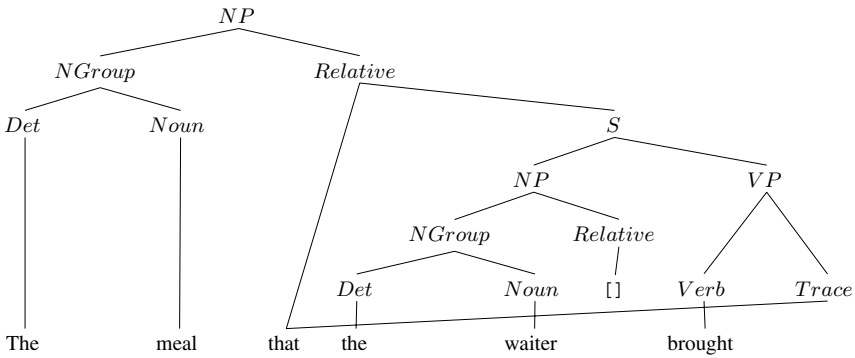 NP
NGroup Relative
Det Noun S
NP VP
NGroup Relative
Det Noun [] Verb Trace
The meal that the waiter brought